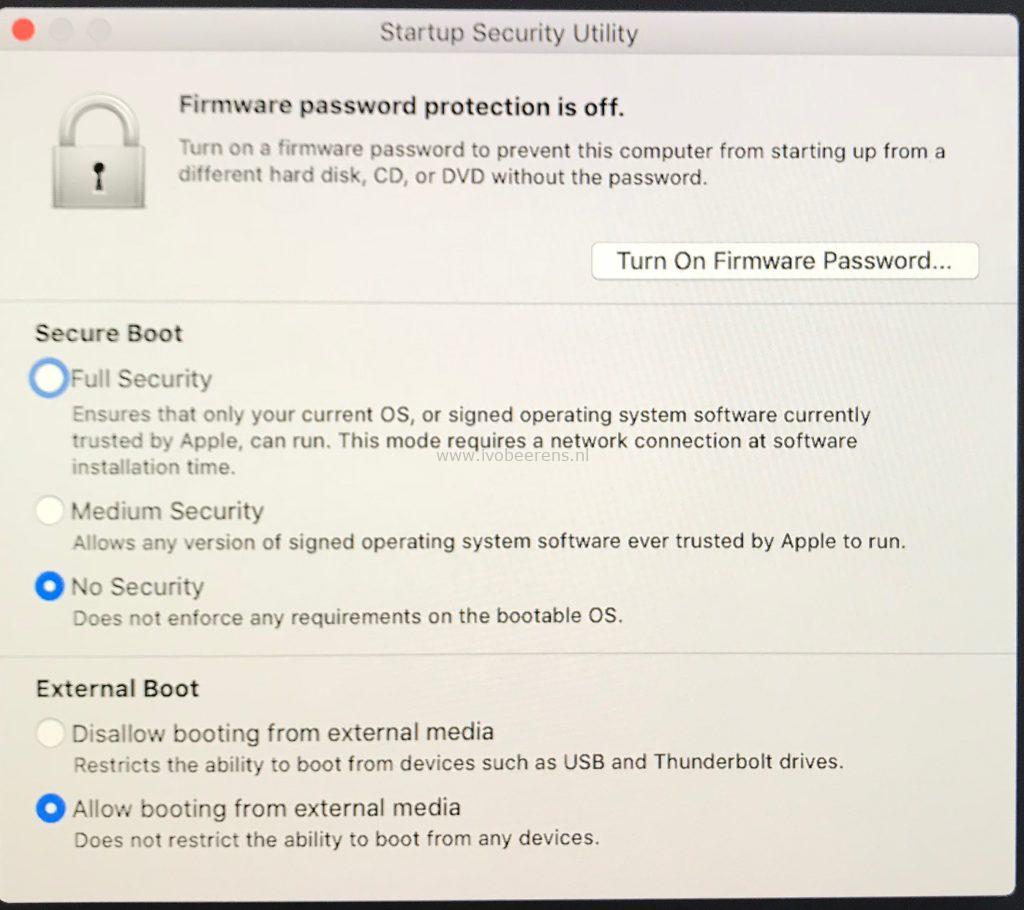 Startup Security Utility
Firmware password protection is off.
Turn on a firmware password to prevent this computer from starting up from a
different hard disk, CD, or DVD without the password.
Turn On Firmware Password...
Secure Boot
Full Security
Ensures that only your current OS, or signed operating system software currently
trusted by Apple, can run. This mode requires a network connection at software
www.ivobeerens.nl
installation time.
Medium Security
Allows any version of signed operating system software ever trusted by Apple to run.
No Security
Does not enforce any requirements on the bootable OS.
External Boot
Disallow booting from external media
Restricts the ability to boot from devices such as USB and Thunderbolt drives.
Allow booting from external media
Does not restrict the ability to boot from any devices.